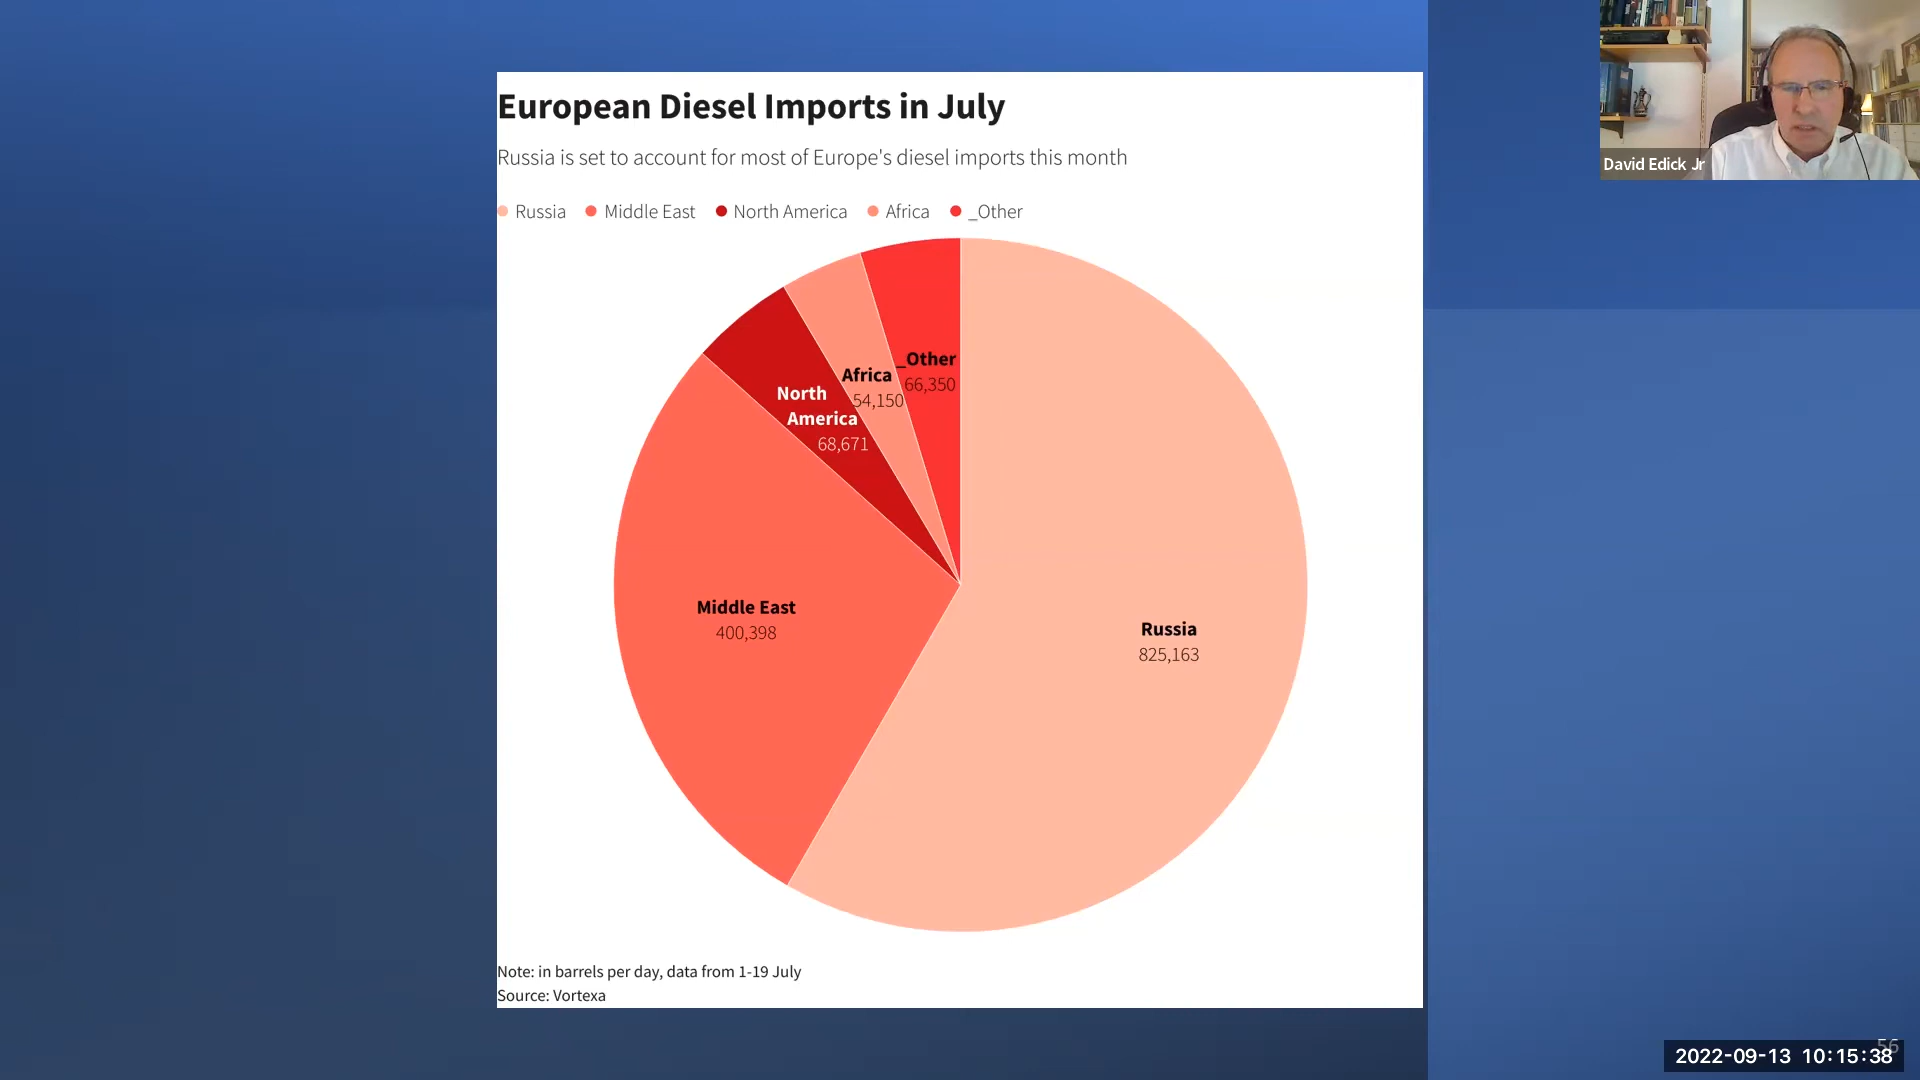 European Diesel Imports in July
Russia is set to account for most of Europe's diesel imports this month
Russia Middle East North America Africa _Other
_Other
66,350
Africa
54,150
North
America
68,671
Middle East
400,398
Russia
825,163
Note: in barrels per day, data from 1-19 July
Source: Vortexa
David Edick Jr
56
2022-09-13 10:15:38